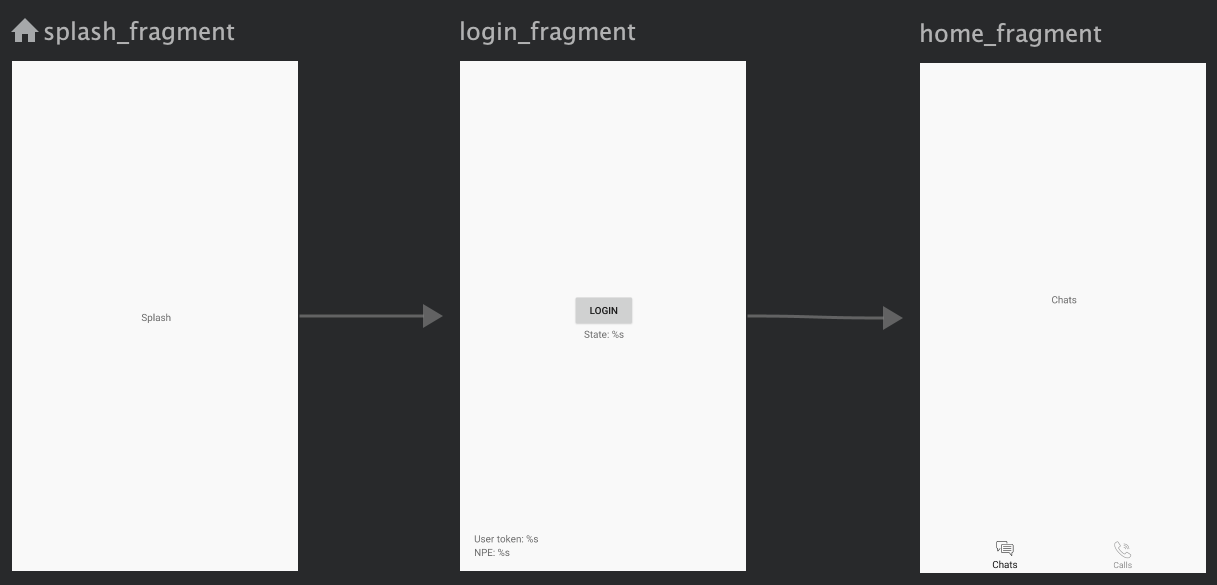 splash_fragment
login_fragment
home_fragment
Splash
LOGIN
State: %s
User token: %s
NPE: %s
Chats
Chats
Calls